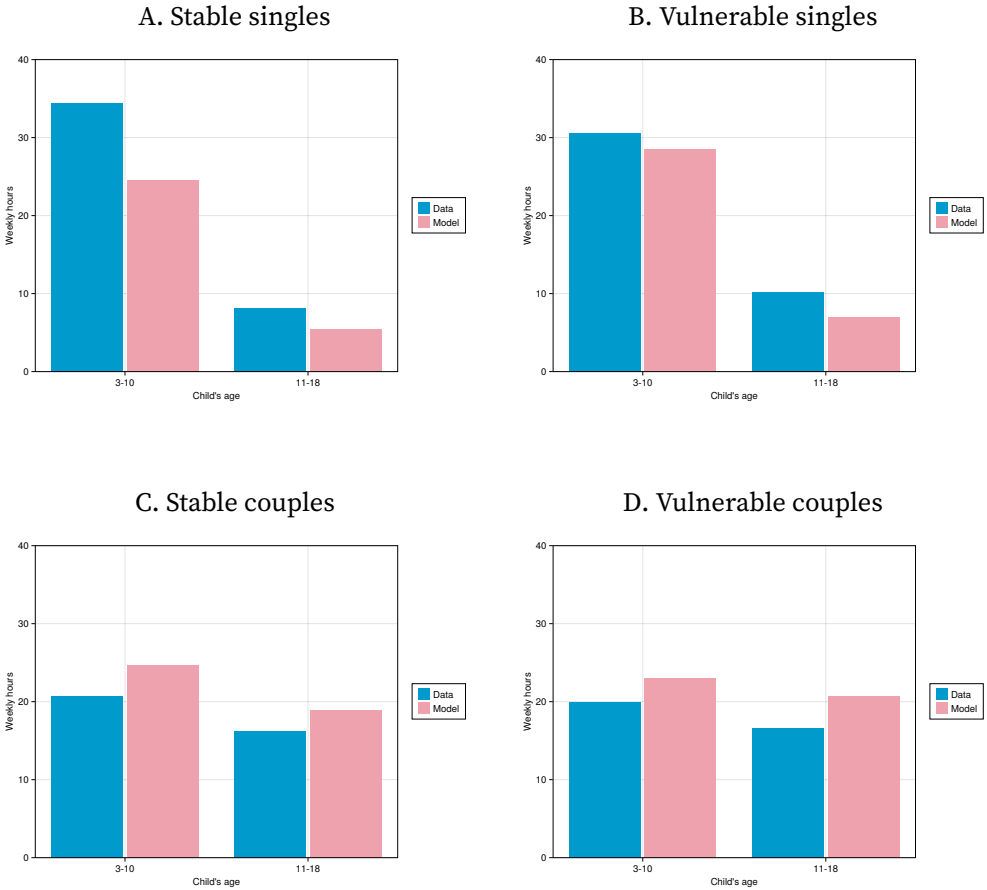 A. Stable singles
40
30
20
10
0
Weekly hours
3-10
11-18
Child's age
Data
Model
B. Vulnerable singles
40
30
20
10
0
Weekly hours
3-10
11-18
Child's age
Data
Model
C. Stable couples
40
30
20
10
0
Weekly hours
3-10
11-18
Child's age
Data
Model
D. Vulnerable couples
40
30
20
10
0
Weekly hours
3-10
11-18
Child's age
Data
Model